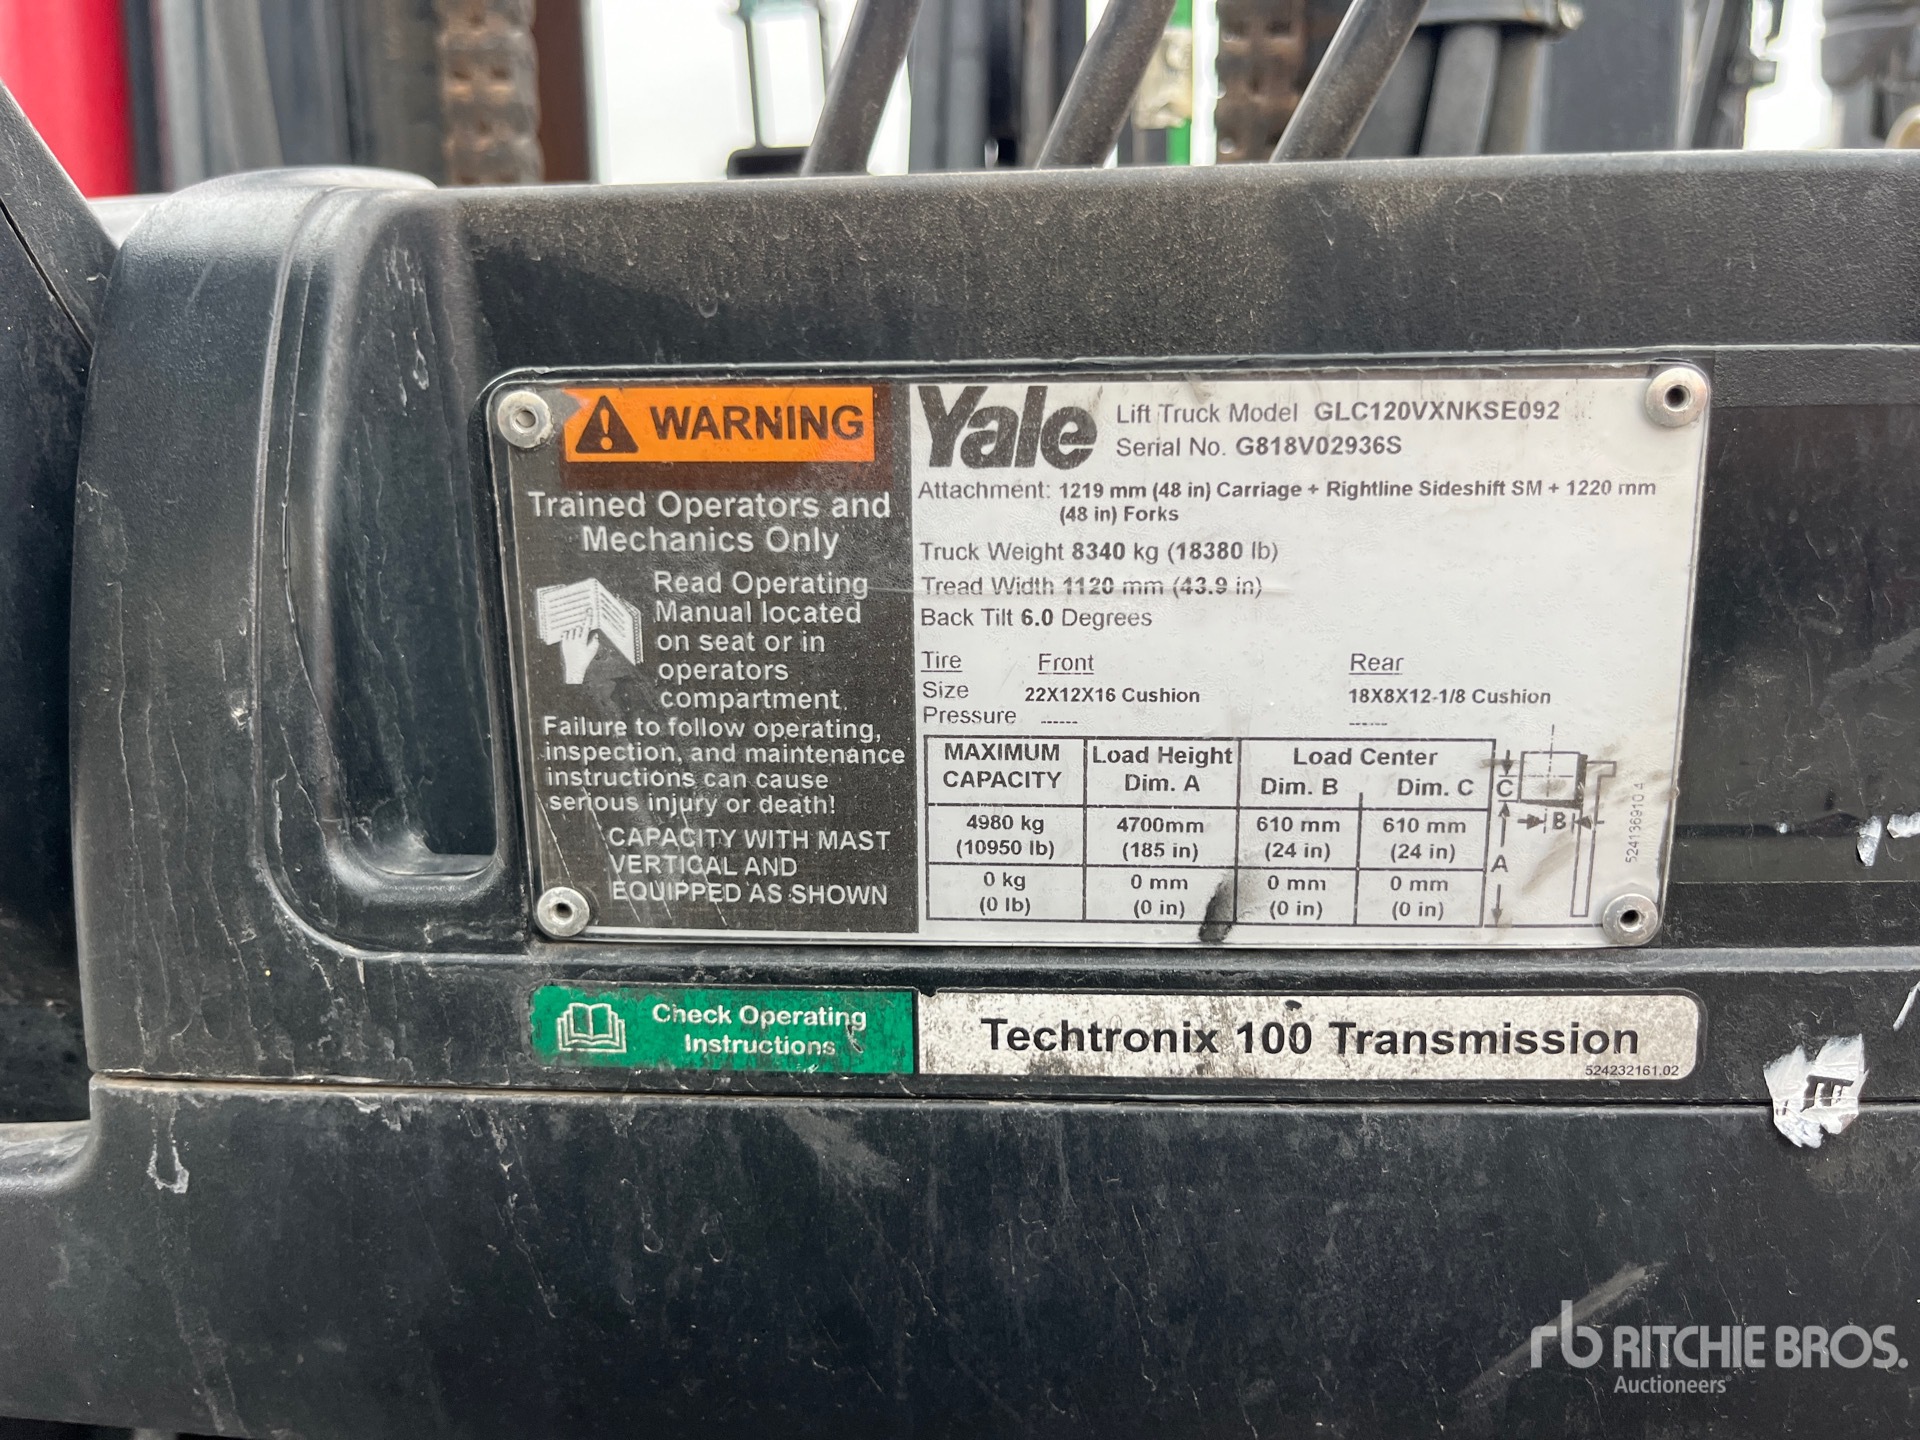 WARNING
Trained Operators and
Mechanics Only
Read Operating
Manual located
on seat or in
operators
compartment.
Failure to follow operating,
inspection, and maintenance
instructions can cause
serious injury or death!
CAPACITY WITH MAST
VERTICAL AND
EQUIPPED AS SHOWN
Yale
Lift Truck Model GLC120VXNKSE092
Serial No. G818V02936S
Attachment: 1219 mm (48 in) Carriage + Rightline Sideshift SM + 1220 mm
(48 in) Forks
Truck Weight 8340 kg (18380 lb)
Tread Width 1120 mm (43.9 in)
Back Tilt 6.0 Degrees
Tire Front Rear
Size 22X12X16 Cushion 18X8X12-1/8 Cushion
Pressure ------ ------
MAXIMUM CAPACITY Load Height Dim. A Load Center Dim. B Dim. C
4980 kg 4700mm 610 mm 610 mm
(10950 lb) (185 in) (24 in) (24 in)
0 kg 0 mm 0 mm 0 mm
(0 lb) (0 in) (0 in) (0 in)
C
B
A
524136910 4
Check Operating
Instructions
Techtronix 100 Transmission
524232161.02
rb RITCHIE BROS.
Auctioneers